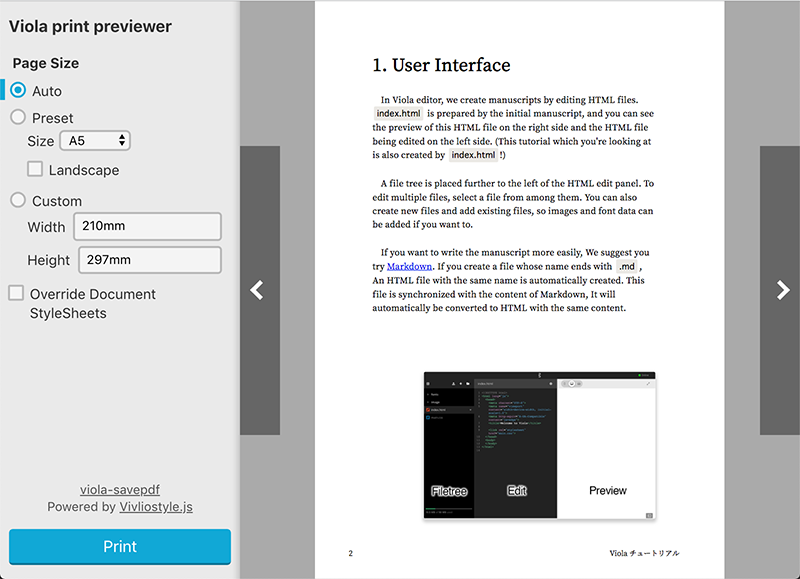 Viola print previewer
Page Size
Auto
Preset
Size A5
Landscape
Custom
Width 210mm
Height 297mm
Override Document
StyleSheets
viola-savepdf
Powered by Vivliostyle.js
Print
1. User Interface
In Viola editor, we create manuscripts by editing HTML files.
index.html is prepared by the initial manuscript, and you can see
the preview of this HTML file on the right side and the HTML file
being edited on the left side. (This tutorial which you're looking at
is also created by index.html !)
A file tree is placed further to the left of the HTML edit panel. To
edit multiple files, select a file from among them. You can also
create new files and add existing files, so images and font data can
be added if you want to.
If you want to write the manuscript more easily, We suggest you
try Markdown. If you create a file whose name ends with .md ,
An HTML file with the same name is automatically created. This
file is synchronized with the content of Markdown, It will
automatically be converted to HTML with the same content.
Filetree Edit Preview
2 Viola チュートリアル